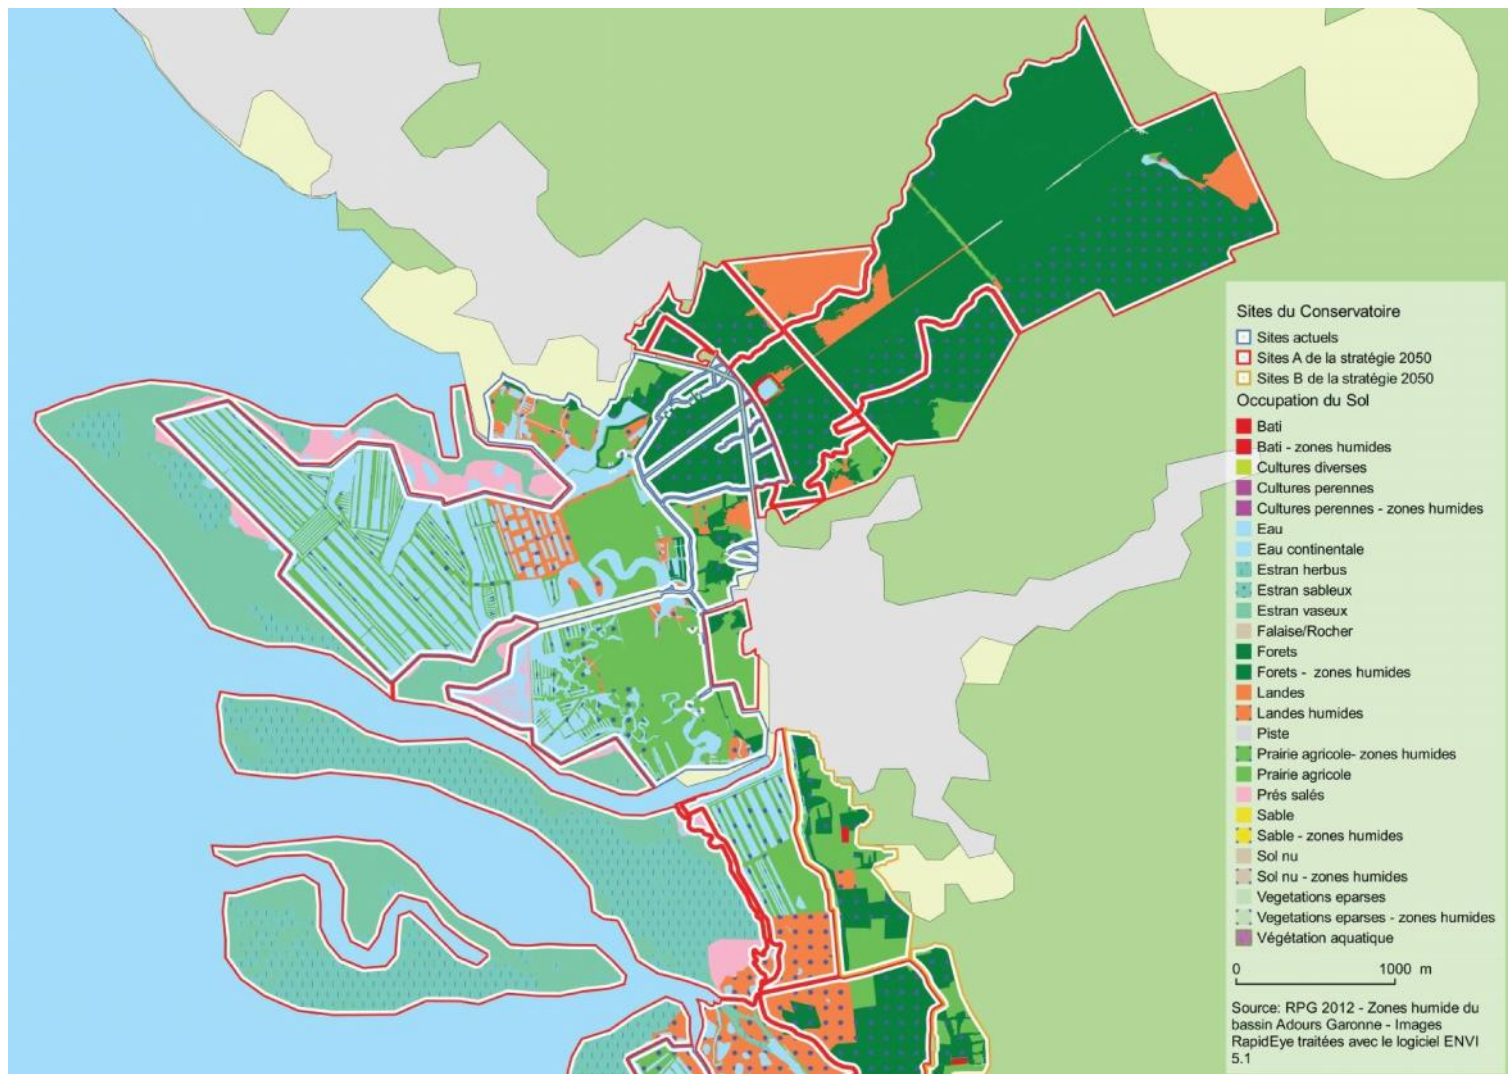 Sites du Conservatoire
Sites actuels
Sites A de la stratégie 2050
Sites B de la stratégie 2050
Occupation du Sol
Bati
Bati - zones humides
Cultures diverses
Cultures perennes
Cultures perennes - zones humides
Eau
Eau continentale
Estran herbus
Estran sableux
Estran vaseux
Falaise/Rocher
Forets
Forets - zones humides
Landes
Landes humides
Piste
Prairie agricole- zones humides
Prairie agricole
Prés salés
Sable
Sable - zones humides
Sol nu
Sol nu - zones humides
Vegetations eparses
Vegetations eparses - zones humides
Végétation aquatique
0 1000 m
Source: RPG 2012 - Zones humide du
bassin Adours Garonne - Images
RapidEye traitées avec le logiciel ENVI
5.1